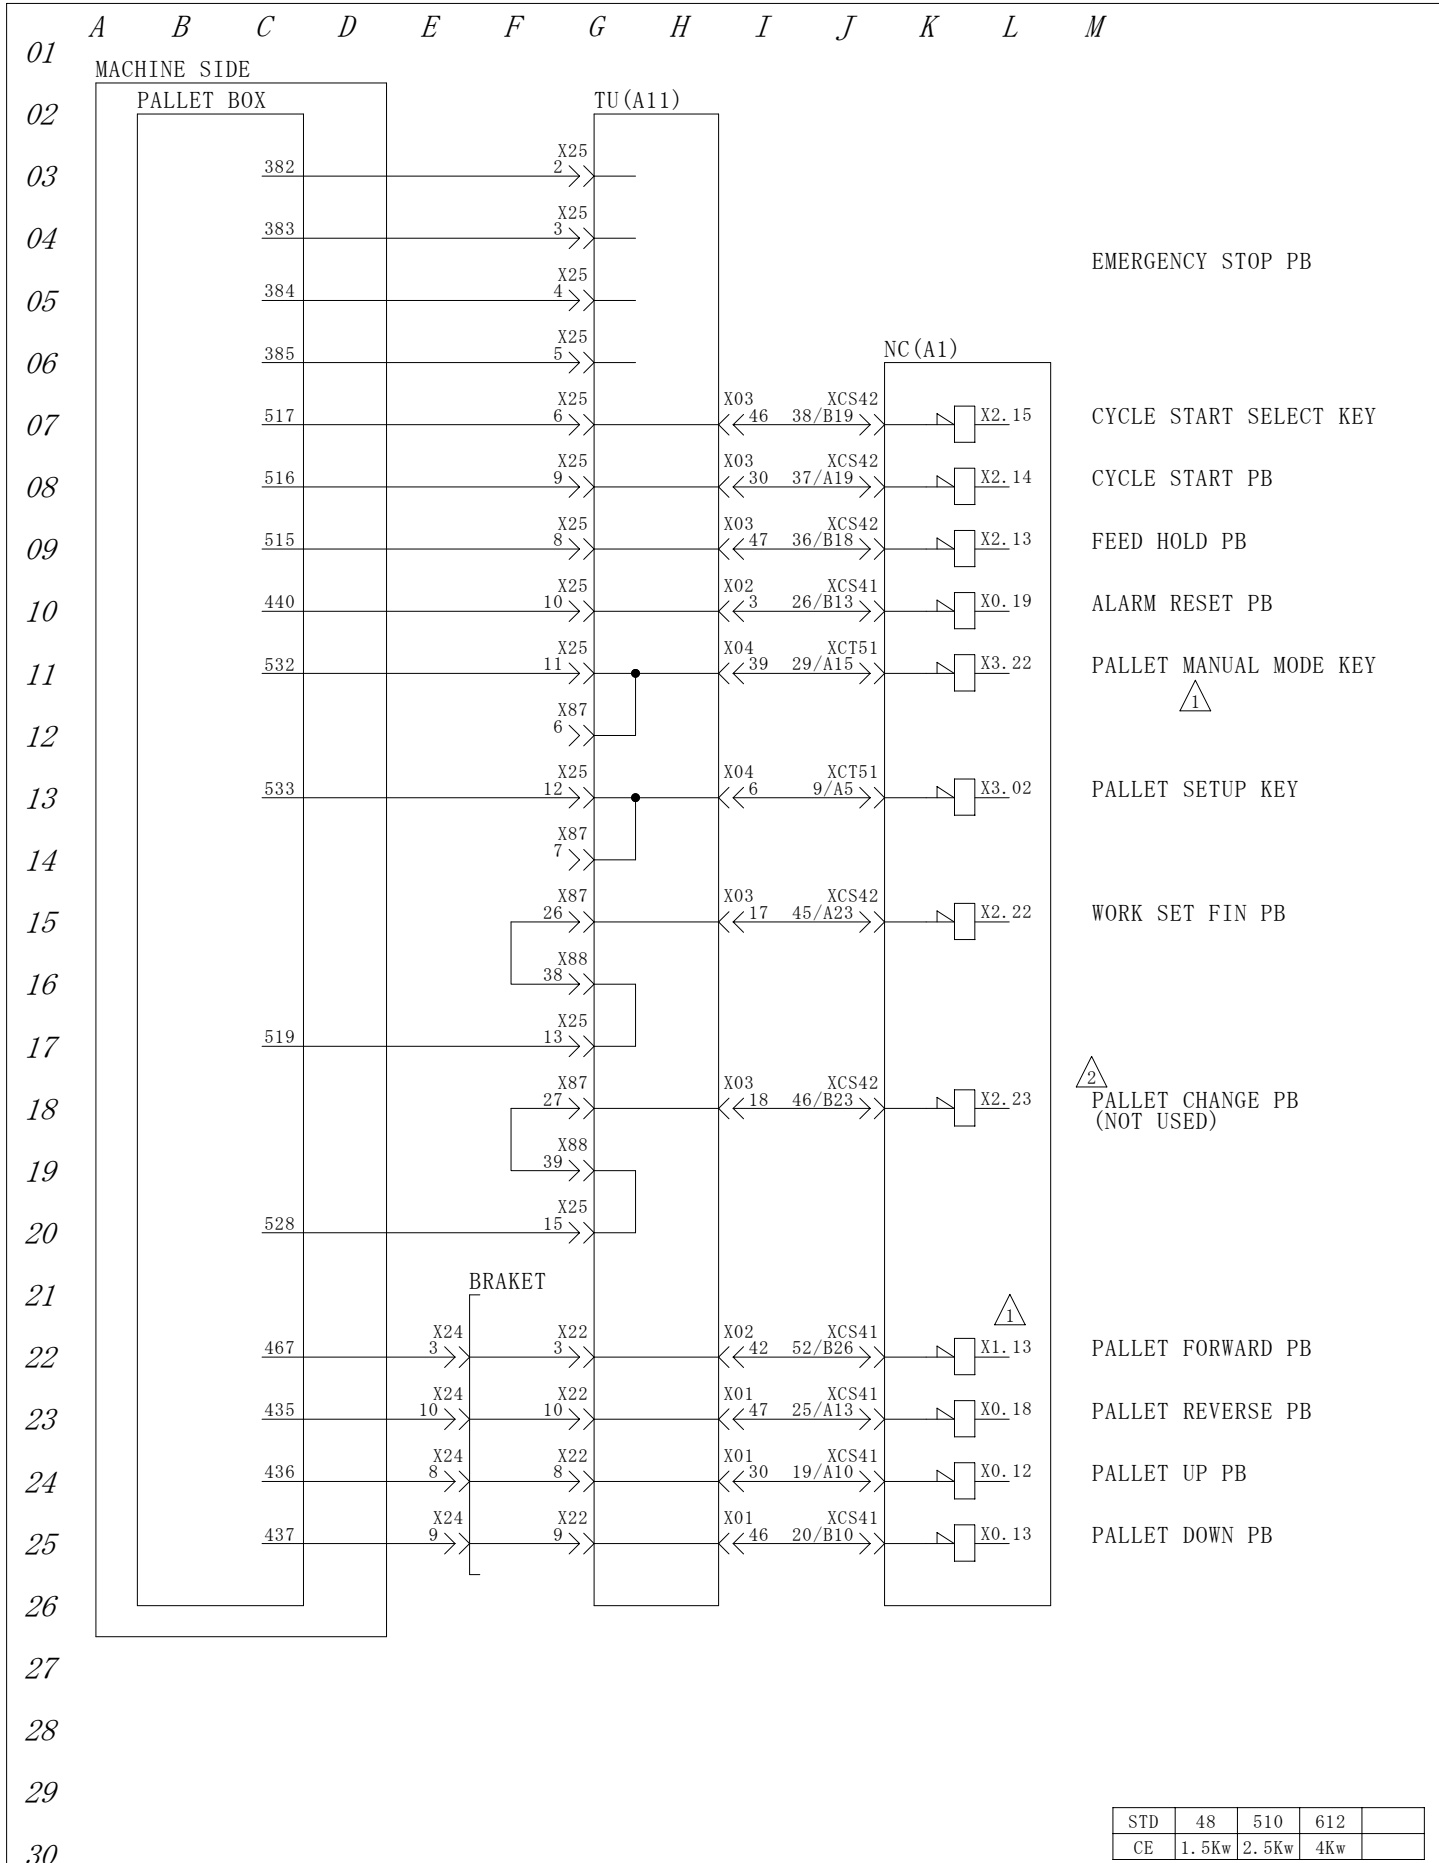 A B C D E F G H I J K L M
01
MACHINE SIDE
02 PALLET BOX TU(A11)
X25
03 382 2
X25
04 383 3
EMERGENCY STOP PB
X25
05 384 4
X25
06 385 5 NC(A1)
X25 X03 XCS42
07 517 6 46 38/B19 X2.15 CYCLE START SELECT KEY
X25 X03 XCS42
08 516 9 30 37/A19 X2.14 CYCLE START PB
X25 X03 XCS42
09 515 8 47 36/B18 X2.13 FEED HOLD PB
X25 X02 XCS41
10 440 10 3 26/B13 X0.19 ALARM RESET PB
X25 X04 XCT51
11 532 11 39 29/A15 X3.22 PALLET MANUAL MODE KEY
1
X87
12 6
X25 X04 XCT51
13 533 12 6 9/A5 X3.02 PALLET SETUP KEY
X87
14 7
X87 X03 XCS42
15 26 17 45/A23 X2.22 WORK SET FIN PB
X88
16 38
X25
17 519 13
2
X87 X03 XCS42
18 27 18 46/B23 X2.23 PALLET CHANGE PB
(NOT USED)
X88
19 39
X25
20 528 15
21 BRAKET
1
X24 X22 X02 XCS41
22 467 3 3 42 52/B26 X1.13 PALLET FORWARD PB
X24 X22 X01 XCS41
23 435 10 10 47 25/A13 X0.18 PALLET REVERSE PB
X24 X22 X01 XCS41
24 436 8 8 30 19/A10 X0.12 PALLET UP PB
X24 X22 X01 XCS41
25 437 9 9 46 20/B10 X0.13 PALLET DOWN PB
26
27
28
29
STD 48 510 612
30 CE 1.5Kw 2.5Kw 4Kw